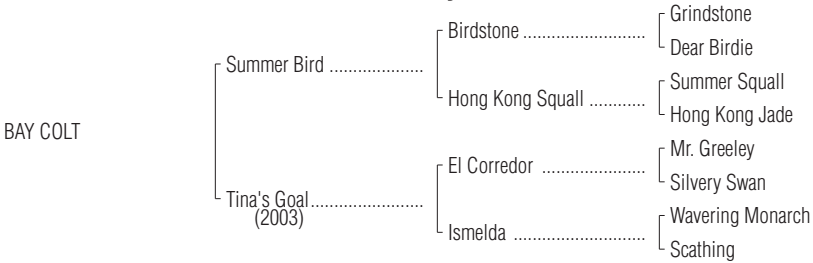 Grindstone
Birdstone ..........................
Dear Birdie
Summer Bird ....................
Summer Squall
Hong Kong Squall ............
Hong Kong Jade
BAY COLT
Mr. Greeley
El Corredor ......................
Silvery Swan
Tina's Goal........................
(2003)
Wavering Monarch
Ismelda ............................
Scathing